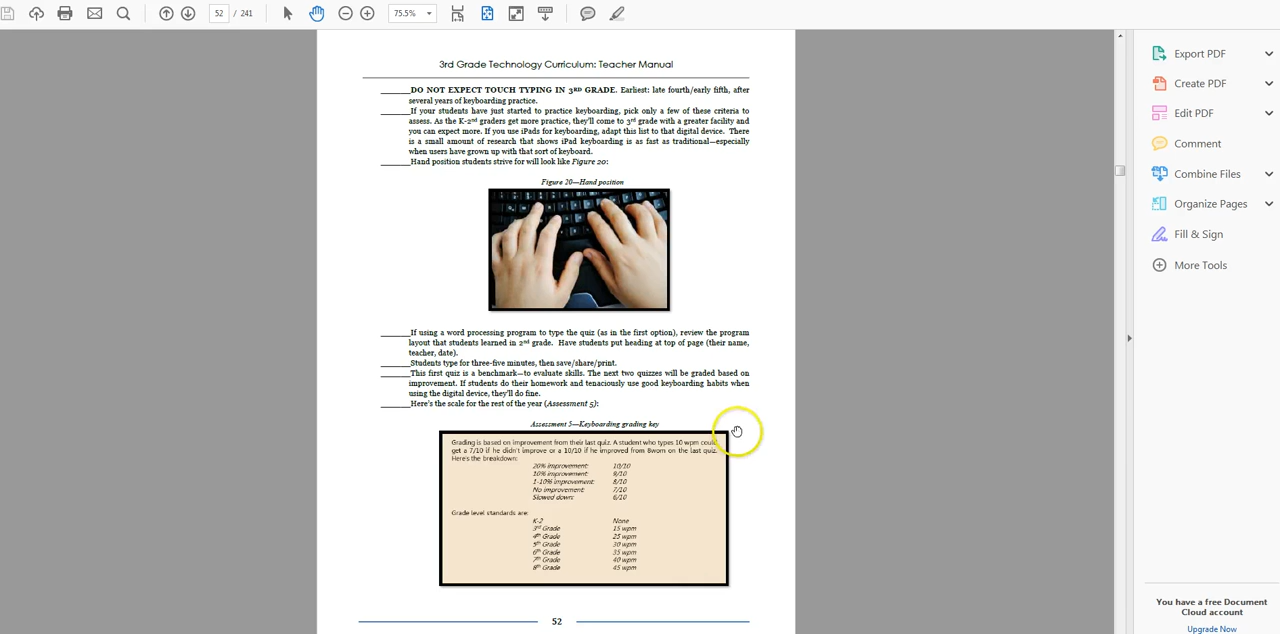 52 / 241
75.5%
3rd Grade Technology Curriculum: Teacher Manual
______DO NOT EXPECT TOUCH TYPING IN 3RD GRADE. Earliest: late fourth/early fifth, after
several years of keyboarding practice.
______If your students have just started to practice keyboarding, pick only a few of these criteria to
assess. As the K-2nd graders get more practice, they'll come to 3rd grade with a greater facility and
you can expect more. If you use iPads for keyboarding, adapt this list to that digital device. There
is a small amount of research that shows iPad keyboarding is as fast as traditional—especially
when users have grown up with that sort of keyboard.
______Hand position students strive for will look like Figure 20:
Figure 20—Hand position
______If using a word processing program to type the quiz (as in the first option), review the program
layout that students learned in 2nd grade. Have students put heading at top of page (their name,
teacher, date).
______Students type for three-five minutes, then save/share/print.
______This first quiz is a benchmark—to evaluate skills. The next two quizzes will be graded based on
improvement. If students do their homework and tenaciously use good keyboarding habits when
using the digital device, they'll do fine.
______Here's the scale for the rest of the year (Assessment 5):
Assessment 5—Keyboarding grading key
Grading is based on improvement from their last quiz. A student who types 10 wpm could
get a 7/10 if he didn't improve or a 10/10 if he improved from 8wpm on the last quiz.
Here's the breakdown:
20% improvement: 10/10
10% improvement: 9/10
1-10% improvement: 8/10
No improvement: 7/10
Slowed down: 6/10
Grade level standards are:
K-2 None
3rd Grade 15 wpm
4th Grade 25 wpm
5th Grade 30 wpm
6th Grade 35 wpm
7th Grade 40 wpm
8th Grade 45 wpm
52
Export PDF
Create PDF
Edit PDF
Comment
Combine Files
Organize Pages
Fill & Sign
More Tools
You have a free Document
Cloud account
Upgrade Now